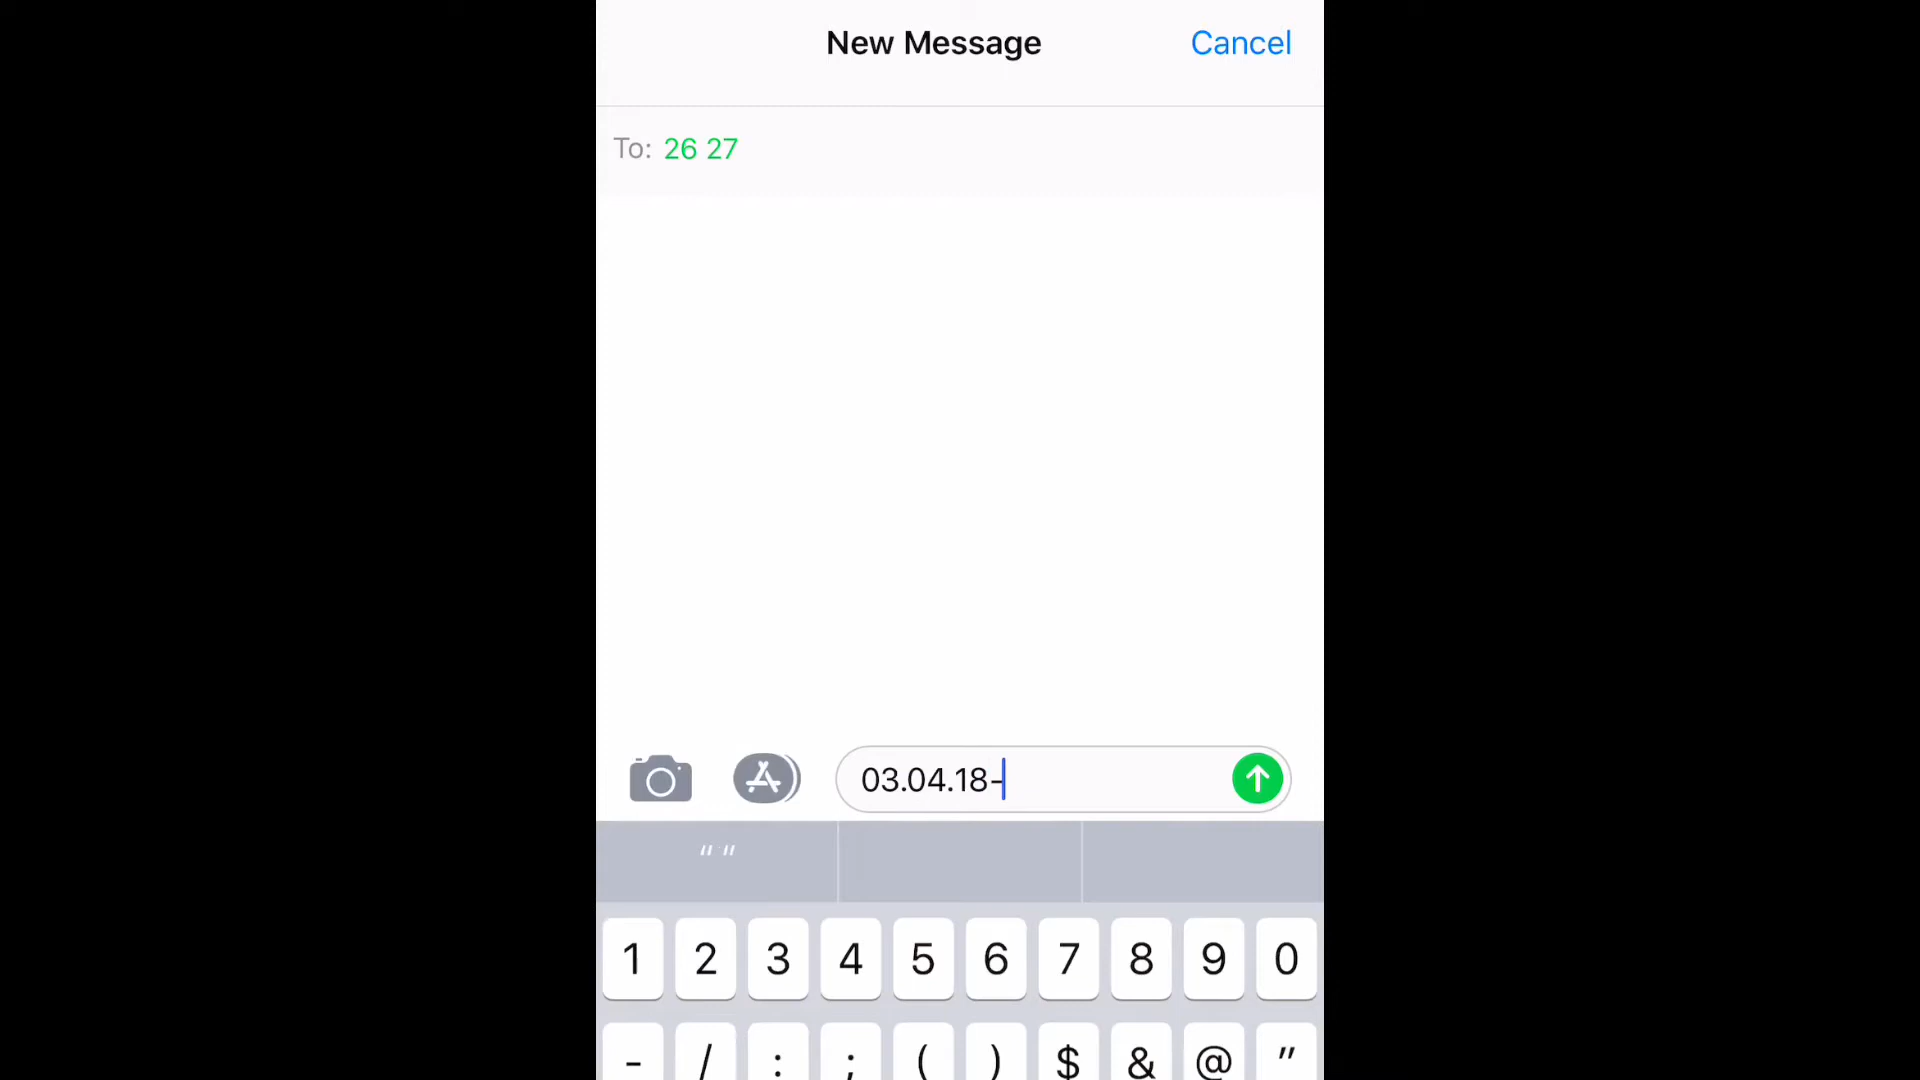 New Message
Cancel
To: 26 27
03.04.18-
" "
1 2 3 4 5 6 7 8 9 0
- / : ; ( ) $ & @ "